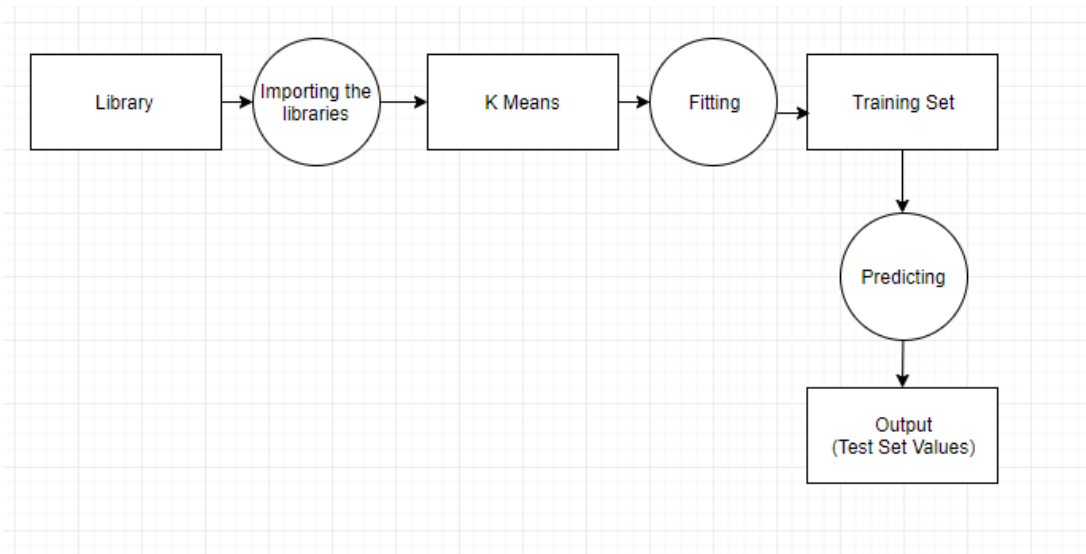 Library
Importing the
libraries
K Means
Fitting
Training Set
Predicting
Output
(Test Set Values)